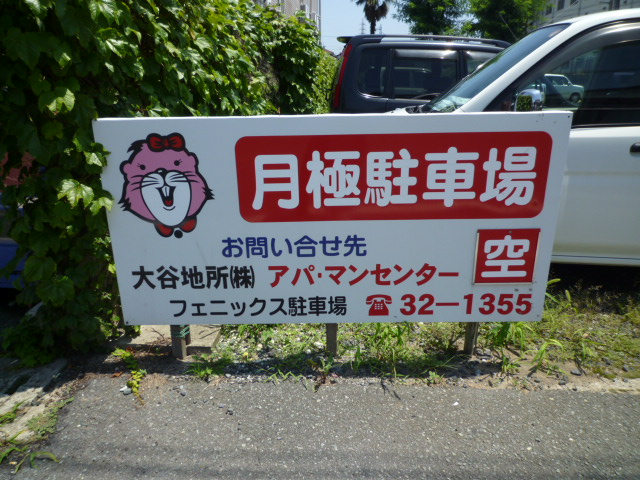 月極駐車場
お問い合せ先
空
大谷地所㈱ アパ・マンセンター
フェニックス駐車場 ☎32-1355